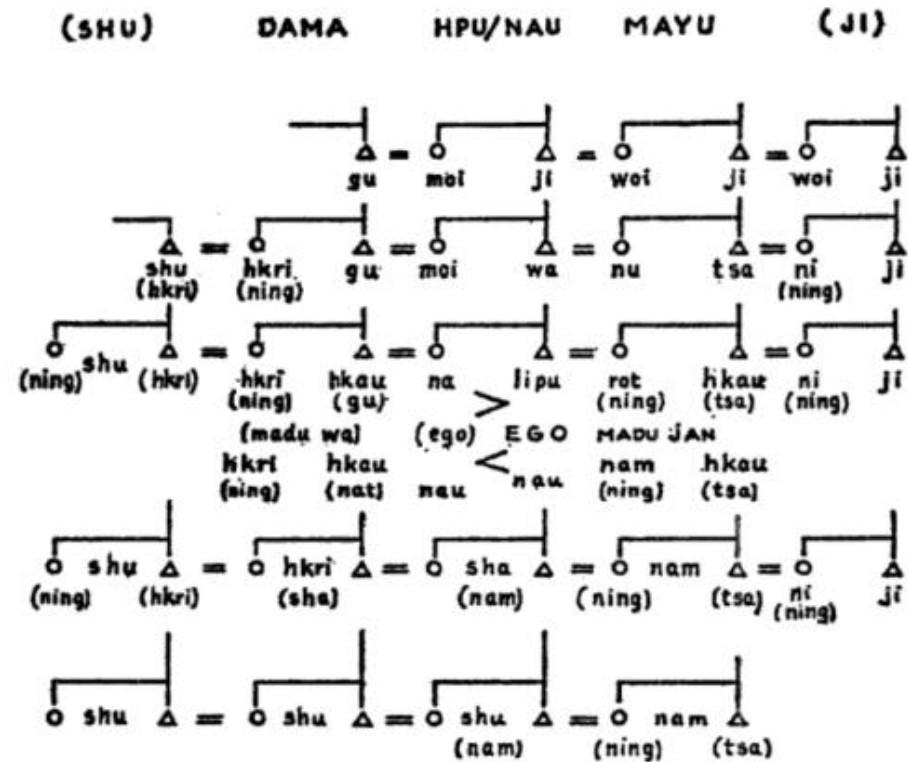 (SHU) DAMA HPU/NAU MAYU (JI)
gu moi ji woi ji woi ji
shu hkri gu moi wa nu tsa ni ji
(hkri) (ning) (ning)
shu
(ning) (hkri) hkri hkau na hpu rot hkau ni ji
(ning) (gu) (ning) (tsa) (ning)
(madu wa) (ego) EGO MADU JAN
hkri hkau nam hkau
(ning) (nat) nau nau (ning) (tsa)
shu hkri sha nam
(ning) (hkri) (sha) (nam) (ning) (tsa) ni ji
(ning)
shu shu shu nam
(nam) (ning) (tsa)